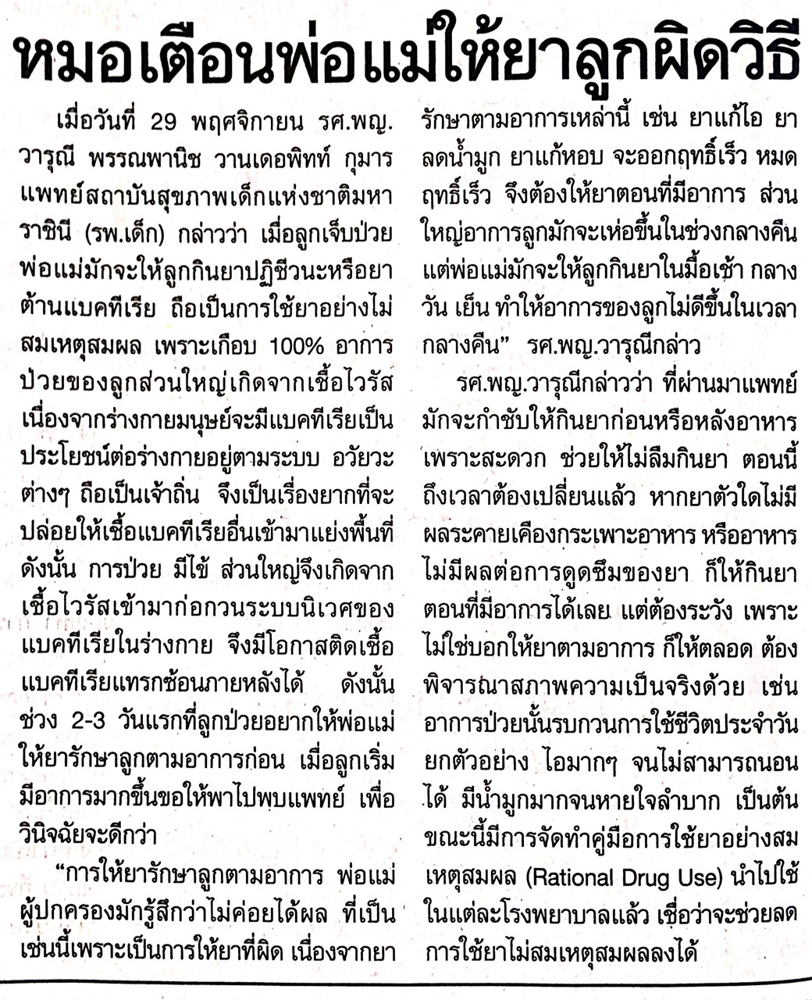 หมอเตือนพ่อแม่ให้ยาลูกผิดวิธี
เมื่อวันที่ 29 พฤศจิกายน รศ.พญ.
วารุณี พรรณพานิช วานเดอพิทท์ กุมาร
แพทย์สถาบันสุขภาพเด็กแห่งชาติมหา
ราชินี (รพ.เด็ก) กล่าวว่า เมื่อลูกเจ็บป่วย
พ่อแม่มักจะให้ลูกกินยาปฏิชีวนะหรือยา
ต้านแบคทีเรีย ถือเป็นการใช้ยาอย่างไม่
สมเหตุสมผล เพราะเกือบ 100% อาการ
ป่วยของลูกส่วนใหญ่เกิดจากเชื้อไวรัส
เนื่องจากร่างกายมนุษย์จะมีแบคทีเรียเป็น
ประโยชน์ต่อร่างกายอยู่ตามระบบ อวัยวะ
ต่างๆ ถือเป็นเจ้าถิ่น จึงเป็นเรื่องยากที่จะ
ปล่อยให้เชื้อแบคทีเรียอื่นเข้ามาแย่งพื้นที่
ดังนั้น การป่วย มีไข้ ส่วนใหญ่จึงเกิดจาก
เชื้อไวรัสเข้ามาก่อกวนระบบนิเวศของ
แบคทีเรียในร่างกาย จึงมีโอกาสติดเชื้อ
แบคทีเรียแทรกซ้อนภายหลังได้ ดังนั้น
ช่วง 2-3 วันแรกที่ลูกป่วยอยากให้พ่อแม่
ให้ยารักษาลูกตามอาการก่อน เมื่อลูกเริ่ม
มีอาการมากขึ้นขอให้พาไปพบแพทย์ เพื่อ
วินิจฉัยจะดีกว่า
“การให้ยารักษาลูกตามอาการ พ่อแม่
ผู้ปกครองมักรู้สึกว่าไม่ค่อยได้ผล ที่เป็น
เช่นนี้เพราะเป็นการให้ยาที่ผิด เนื่องจากยา
รักษาตามอาการเหล่านี้ เช่น ยาแก้ไอ ยา
ลดน้ำมูก ยาแก้หอบ จะออกฤทธิ์เร็ว หมด
ฤทธิ์เร็ว จึงต้องให้ยาตอนที่มีอาการ ส่วน
ใหญ่อาการลูกมักจะเห่อขึ้นในช่วงกลางคืน
แต่พ่อแม่มักจะให้ลูกกินยาในมื้อเช้า กลาง
วัน เย็น ทำให้อาการของลูกไม่ดีขึ้นในเวลา
กลางคืน” รศ.พญ.วารุณีกล่าว
รศ.พญ.วารุณีกล่าวว่า ที่ผ่านมาแพทย์
มักจะกำชับให้กินยาก่อนหรือหลังอาหาร
เพราะสะดวก ช่วยให้ไม่ลืมกินยา ตอนนี้
ถึงเวลาต้องเปลี่ยนแล้ว หากยาตัวใดไม่มี
ผลระคายเคืองกระเพาะอาหาร หรืออาหาร
ไม่มีผลต่อการดูดซึมของยา ก็ให้กินยา
ตอนที่มีอาการได้เลย แต่ต้องระวัง เพราะ
ไม่ใช่บอกให้ยาตามอาการ ก็ให้ตลอด ต้อง
พิจารณาสภาพความเป็นจริงด้วย เช่น
อาการป่วยนั้นรบกวนการใช้ชีวิตประจำวัน
ยกตัวอย่าง ไอมากๆ จนไม่สามารถนอน
ได้ มีน้ำมูกมากจนหายใจลำบาก เป็นต้น
ขณะนี้มีการจัดทำคู่มือการใช้ยาอย่างสม
เหตุสมผล (Rational Drug Use) นำไปใช้
ในแต่ละโรงพยาบาลแล้ว เชื่อว่าจะช่วยลด
การใช้ยาไม่สมเหตุสมผลลงได้